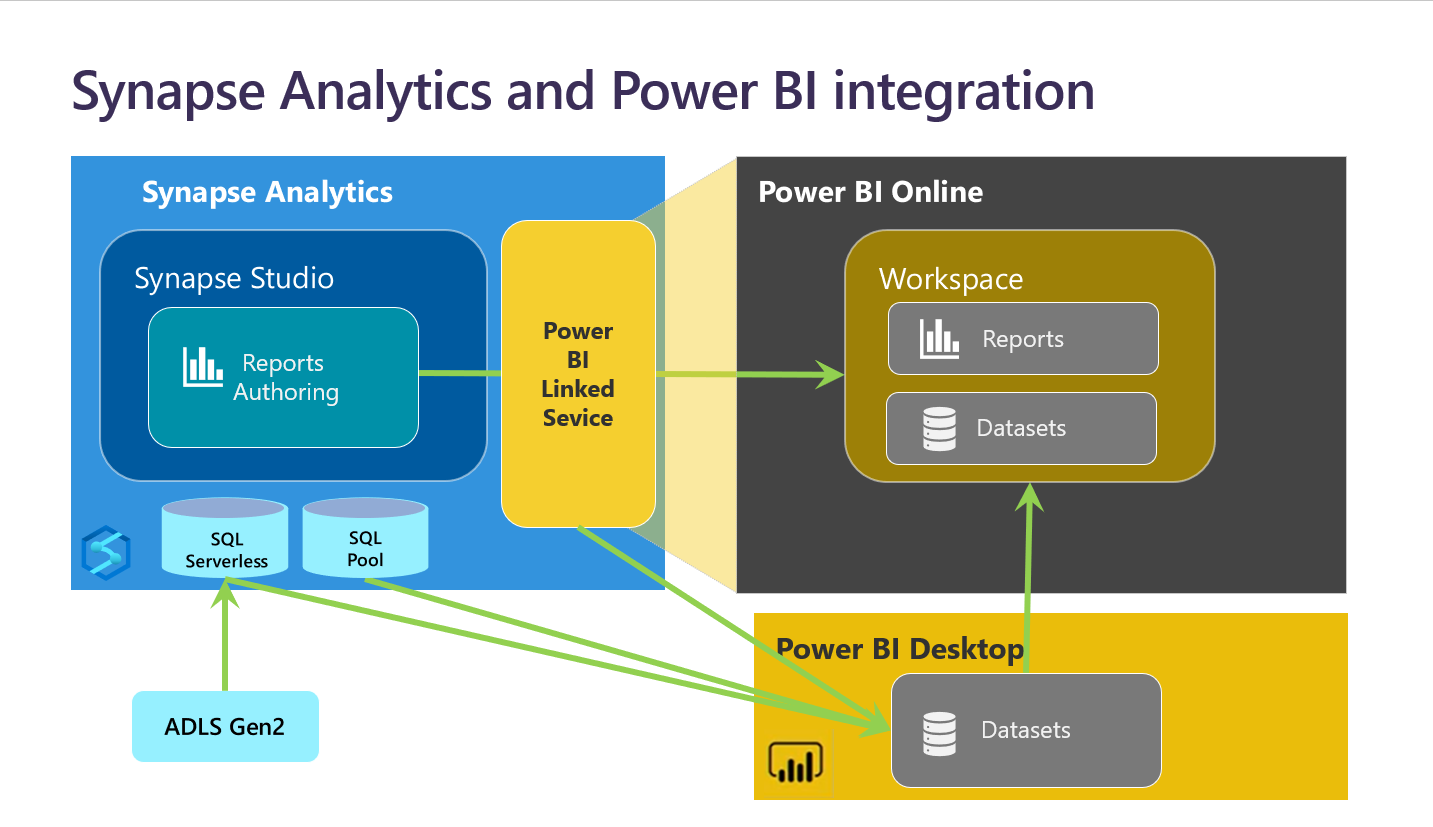 Synapse Analytics and Power BI integration
Synapse Analytics
Synapse Studio
Reports
Authoring
Power
BI
Linked
Sevice
SQL
Serverless
SQL
Pool
ADLS Gen2
Power BI Online
Workspace
Reports
Datasets
Power BI Desktop
Datasets